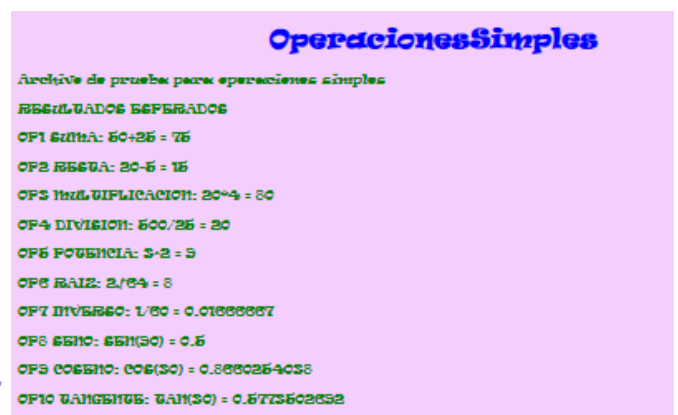 OperacionesSimples
Archivo de prueba para operaciones simples
RESULTADOS ESPERADOS
OP1 SUMA: 50+25 = 75
OP2 RESTA: 20-5 = 15
OP3 MULTIPLICACION: 20*4 = 80
OP4 DIVISION: 500/25 = 20
OP5 POTENCIA: 3^2 = 9
OP6 RAIZ: 2√64 = 8
OP7 INVERSO: 1/60 = 0.01666667
OP8 SENO: SEN(30) = 0.5
OP9 COSENO: COS(30) = 0.8660254038
OP10 TANGENTE: TAN(30) = 0.5773502692